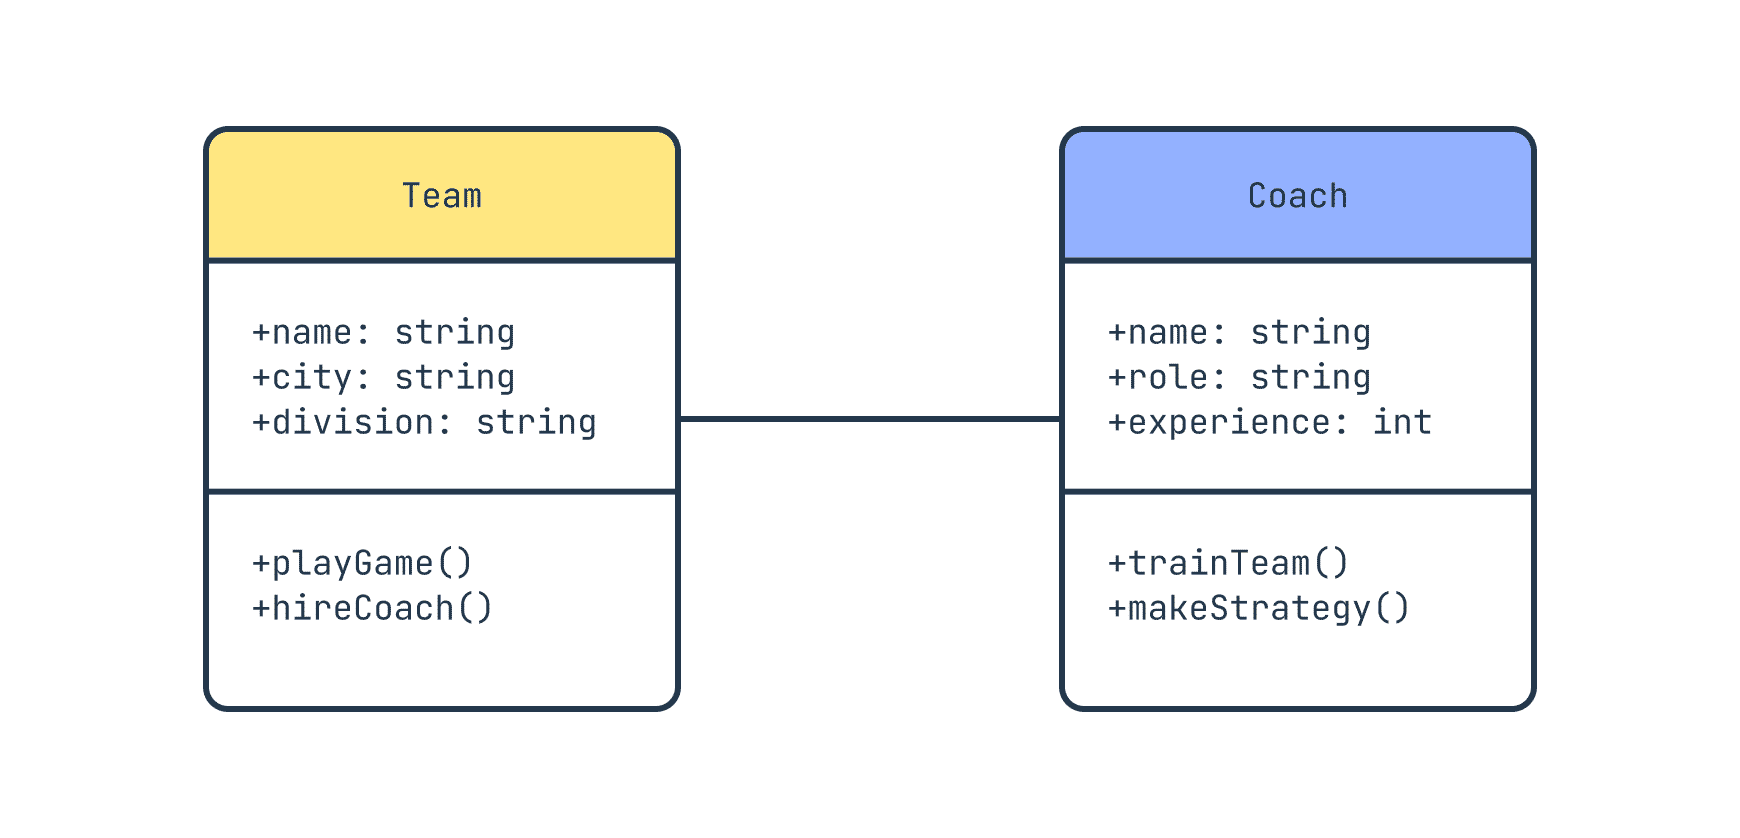 Team
+name: string
+city: string
+division: string
+playGame()
+hireCoach()
Coach
+name: string
+role: string
+experience: int
+trainTeam()
+makeStrategy()